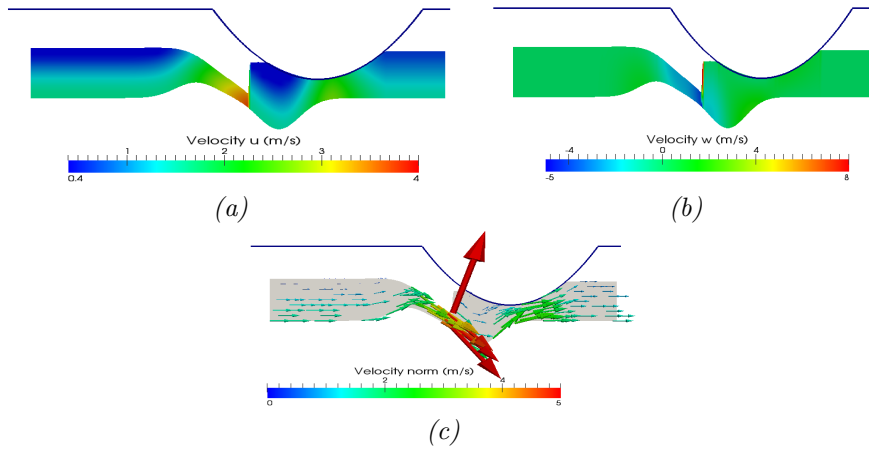 Velocity u (m/s)
1 2 3
0.4 4
(a)
Velocity w (m/s)
-4 0 4
-5 8
(b)
Velocity norm (m/s)
2 4
0 5
(c)